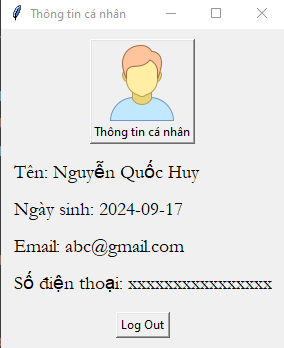 Thông tin cá nhân
Thông tin cá nhân
Tên: Nguyễn Quốc Huy
Ngày sinh: 2024-09-17
Email: abc@gmail.com
Số điện thoại: xxxxxxxxxxxxxxxx
Log Out